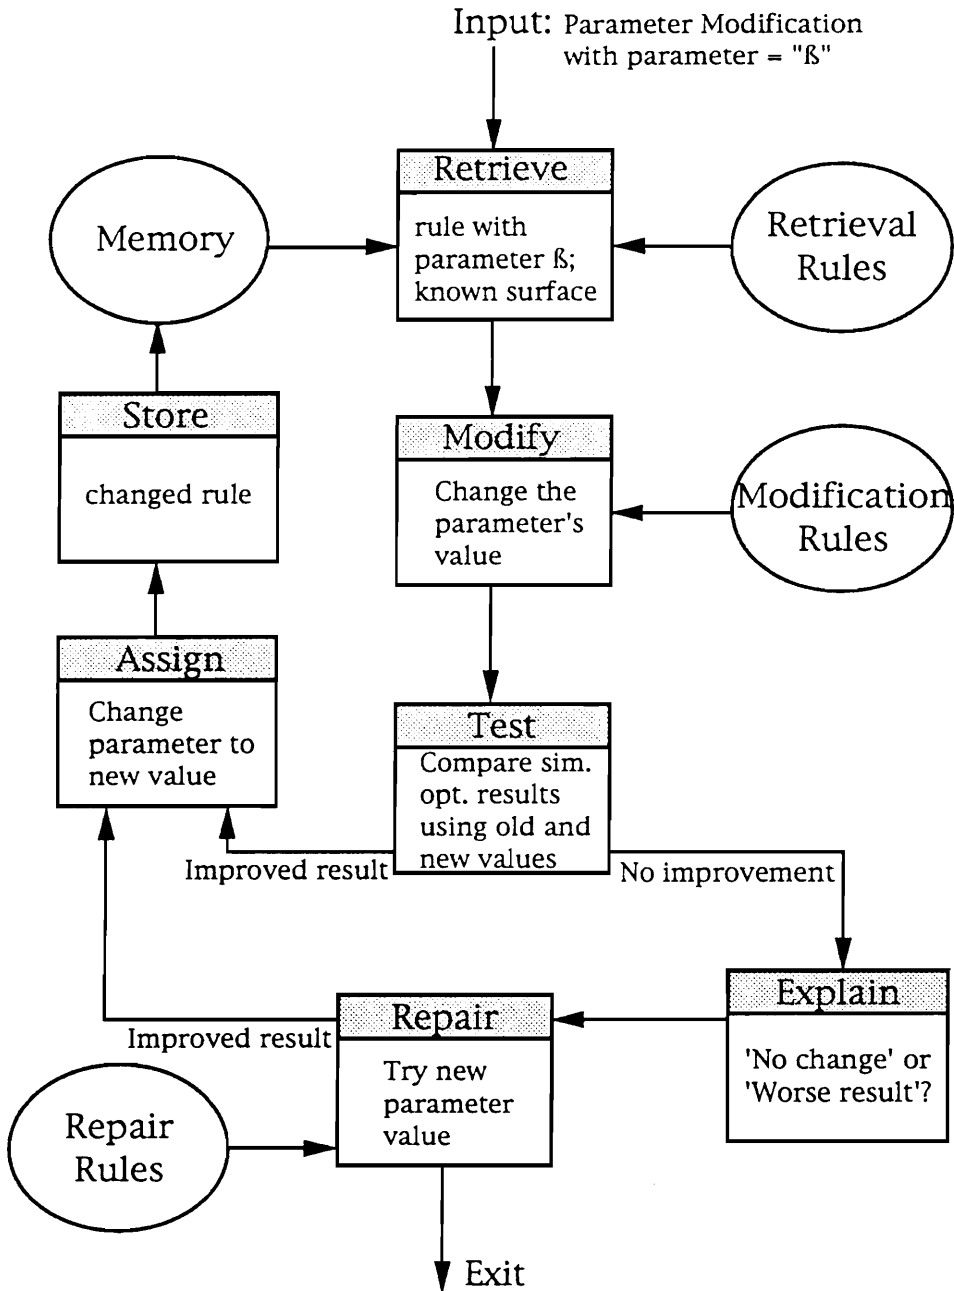 Input: Parameter Modification
with parameter = "ß"
Retrieve
rule with
parameter ß;
known surface
Memory
Retrieval
Rules
Store
changed rule
Modify
Change the
parameter's
value
Modification
Rules
Assign
Change
parameter to
new value
Test
Compare sim.
opt. results
using old and
new values
Improved result
No improvement
Explain
'No change' or
'Worse result'?
Repair
Try new
parameter
value
Improved result
Repair
Rules
Exit